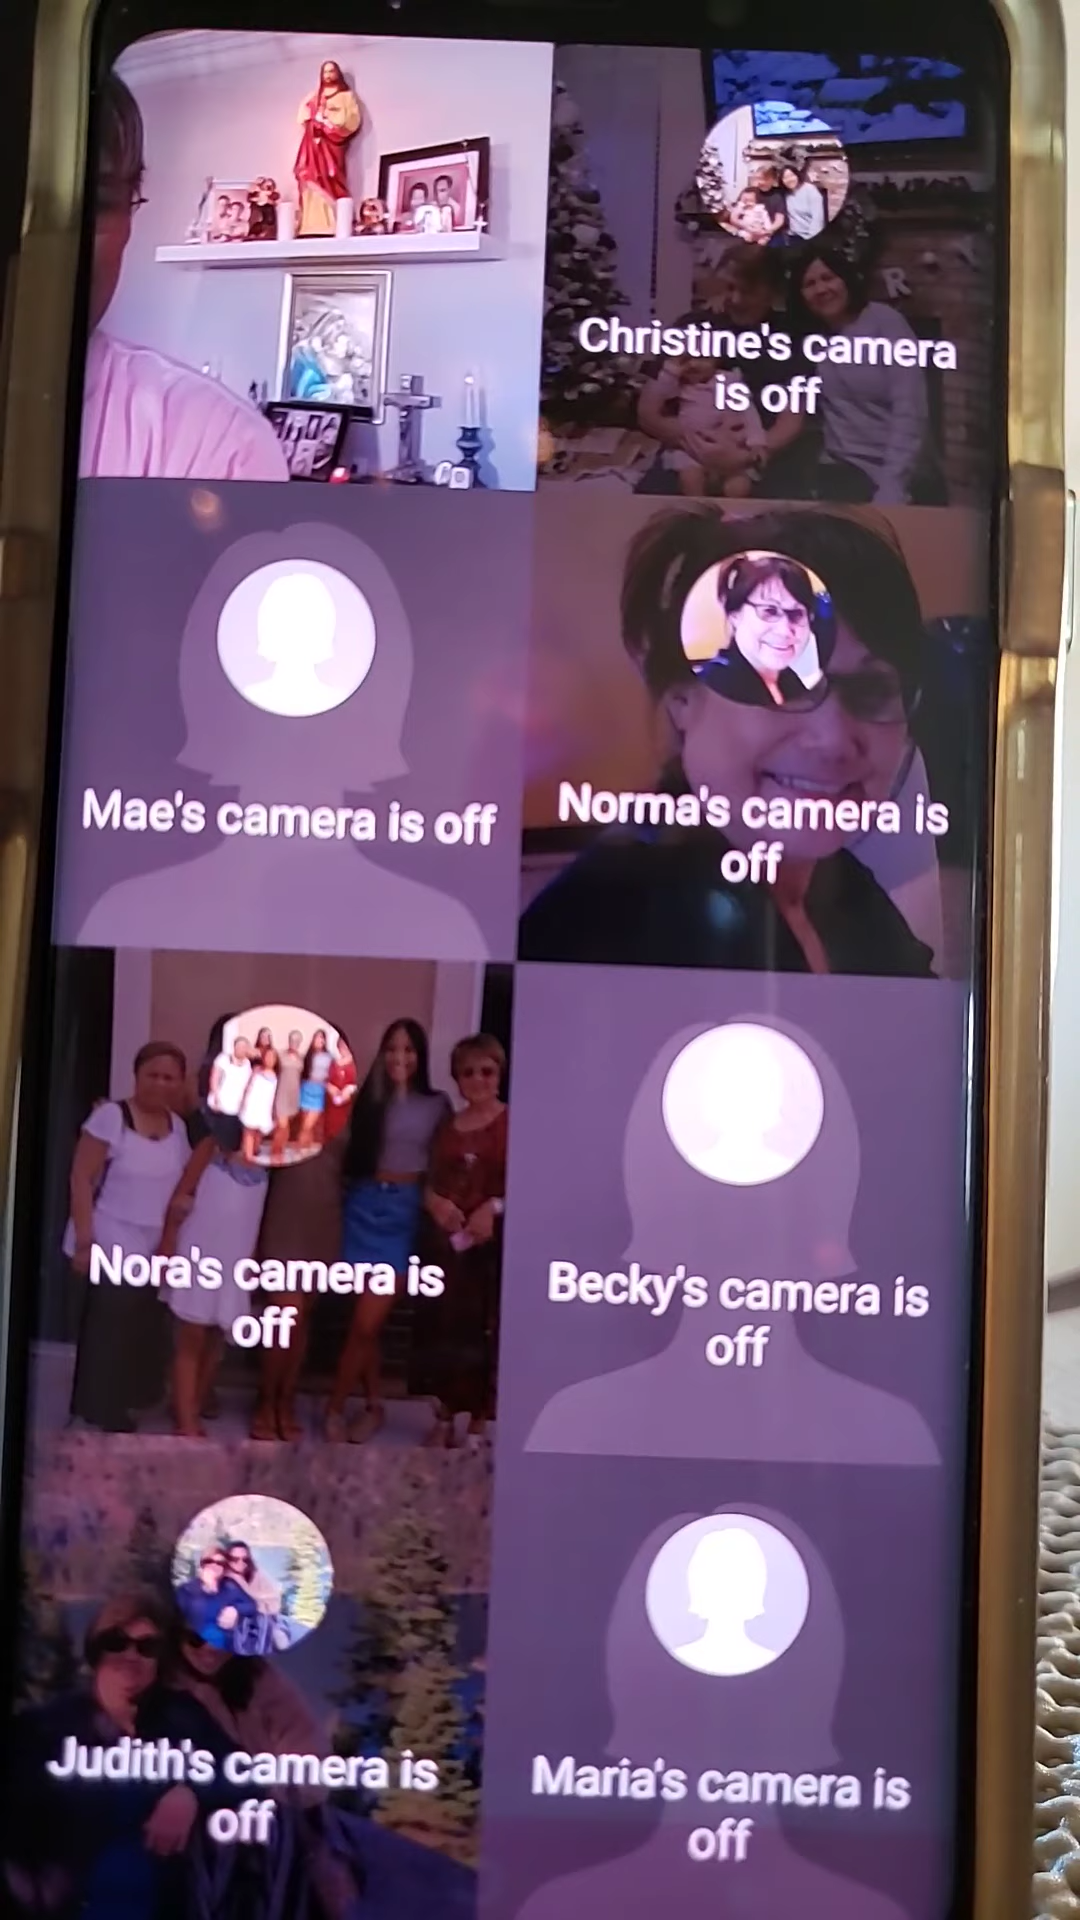 Christine's camera
is off
Mae's camera is off
Norma's camera is
off
Nora's camera is
off
Becky's camera is
off
Judith's camera is
off
Maria's camera is
off